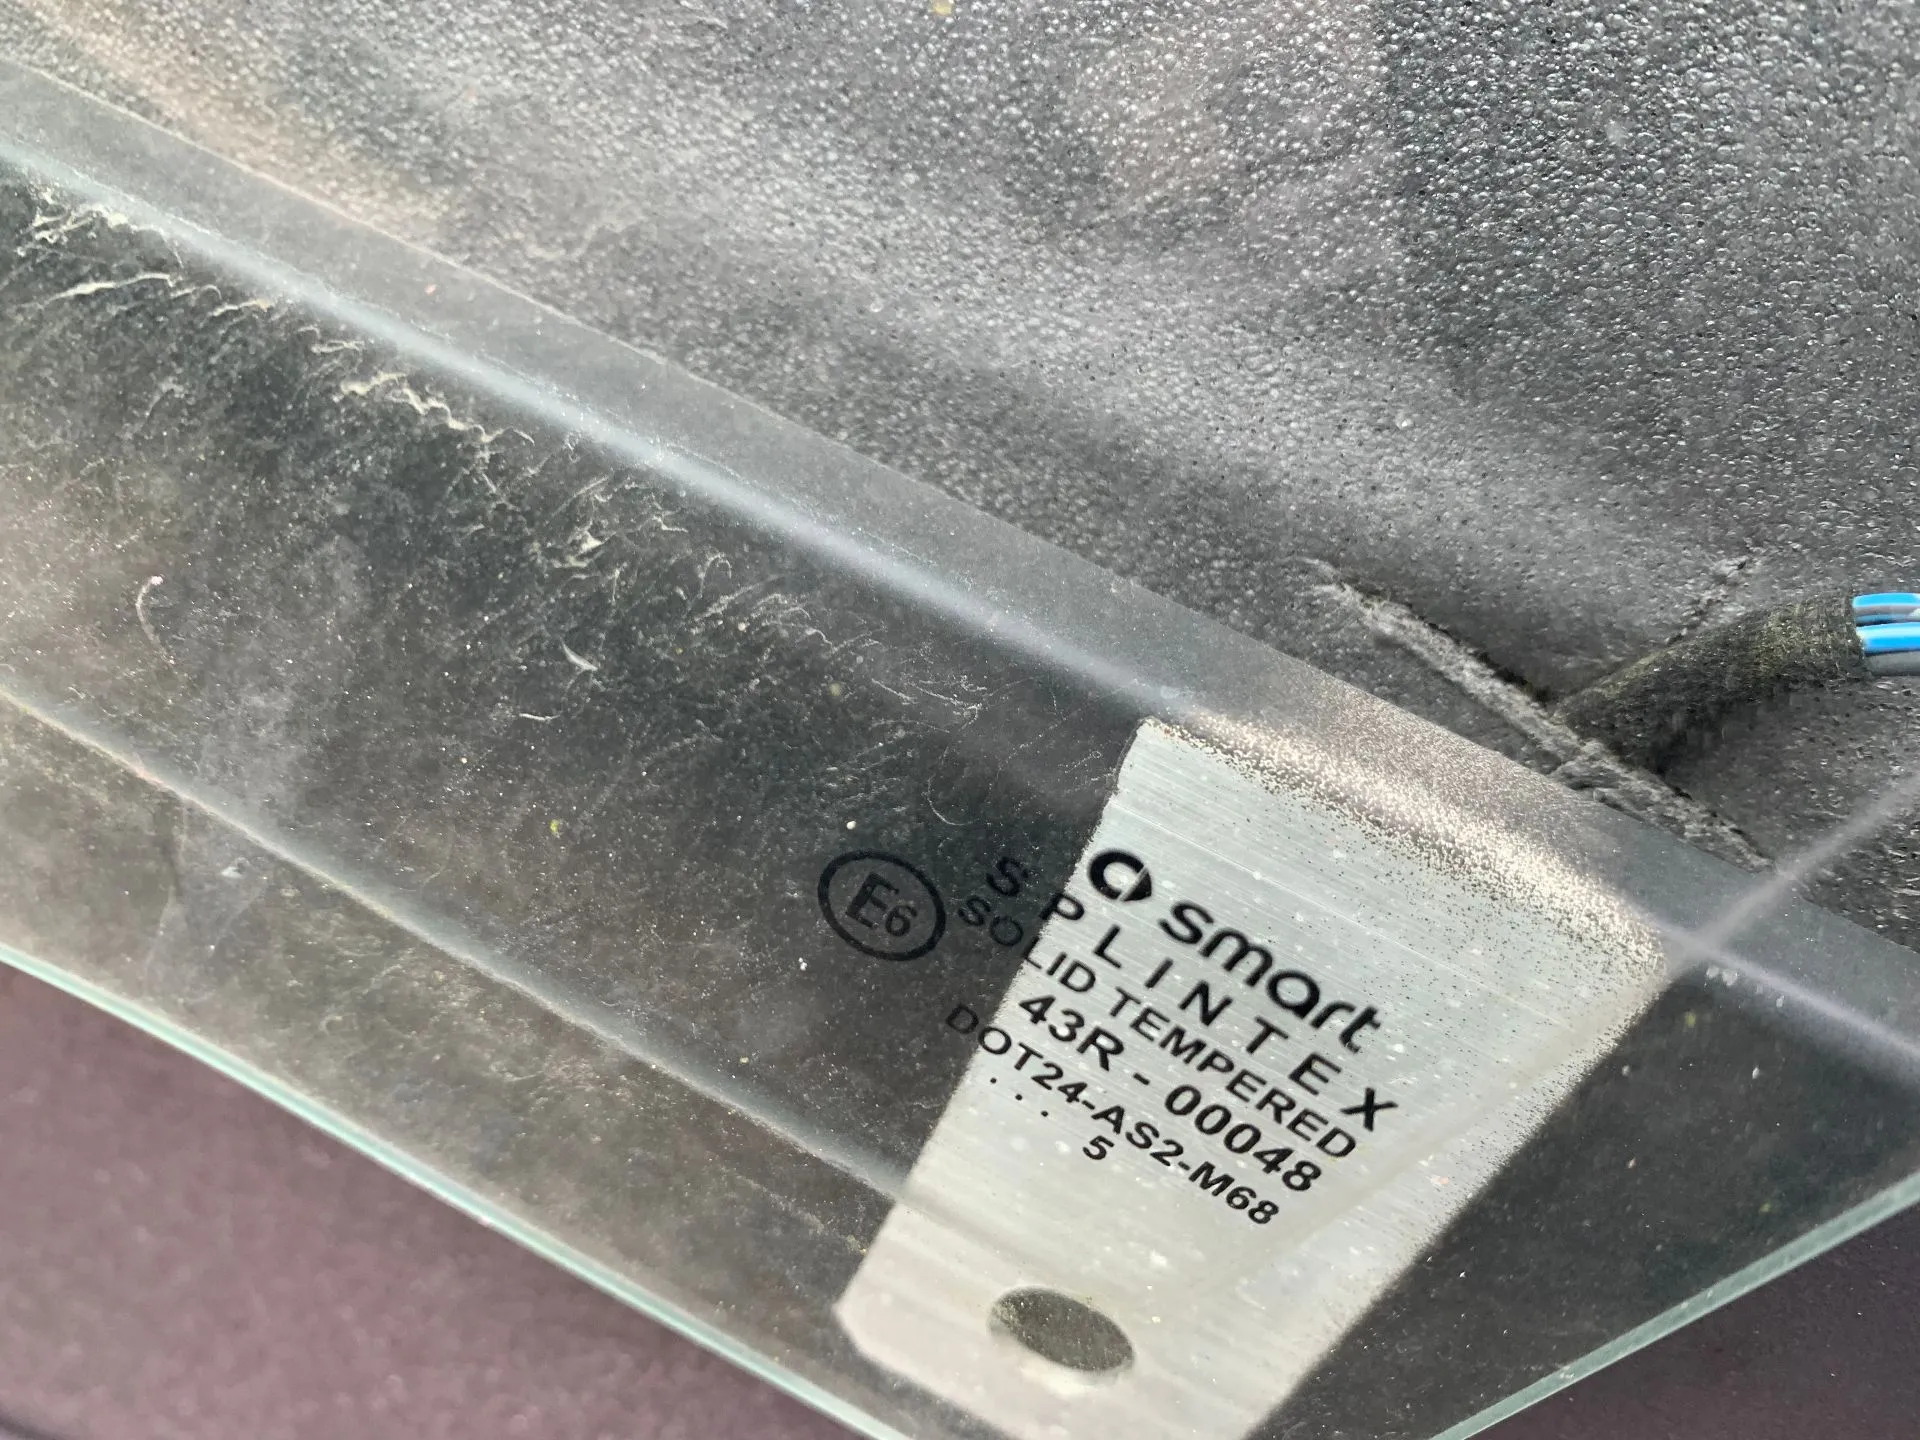 smart
SPLINTEX
SOLID TEMPERED
E6
43R - 00048
DOT24-AS2-M68
. . . 5